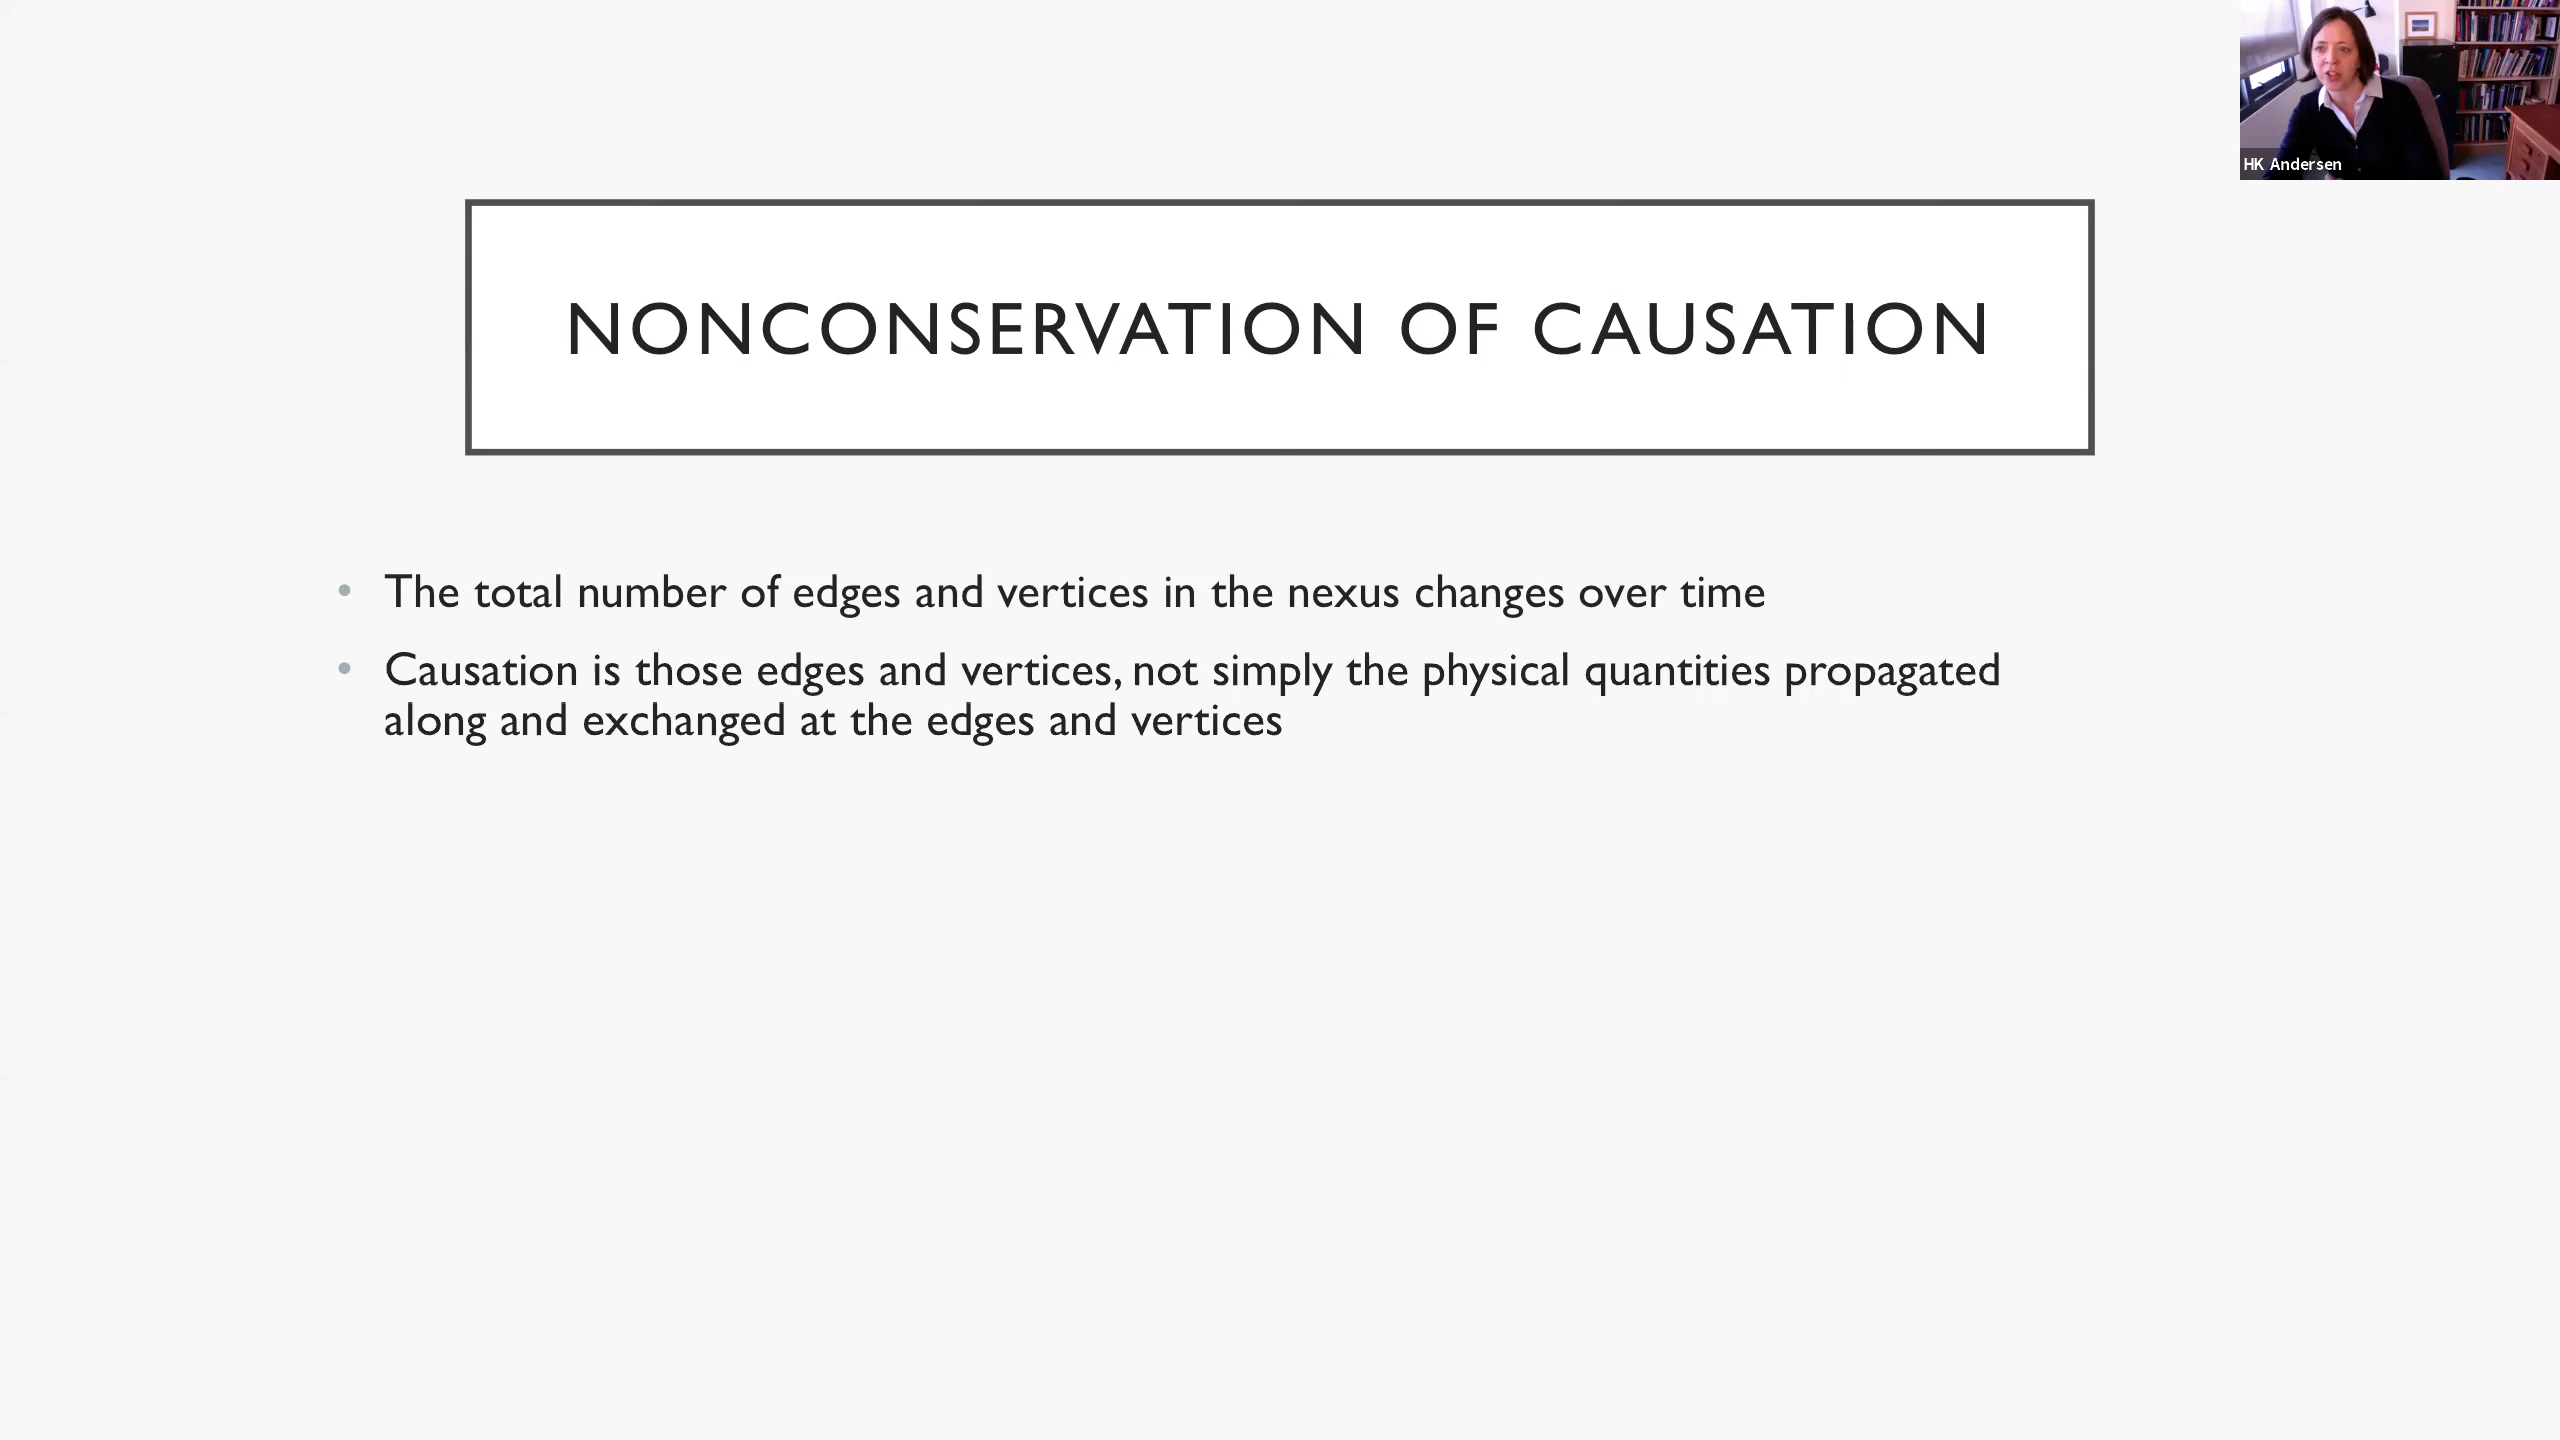 HK Andersen
NONCONSERVATION OF CAUSATION
• The total number of edges and vertices in the nexus changes over time
• Causation is those edges and vertices, not simply the physical quantities propagated
along and exchanged at the edges and vertices